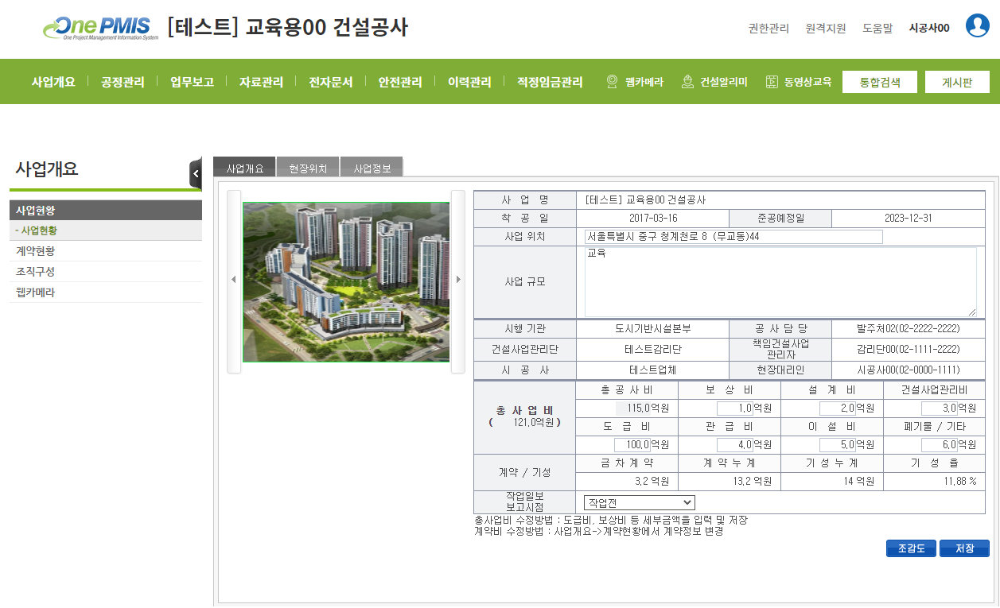 One PMIS
One Project Management Information System
[테스트] 교육용00 건설공사
권한관리 원격지원 도움말 시공사00
사업개요 공정관리 업무보고 자료관리 전자문서 안전관리 이력관리 적정임금관리 웹카메라 건설알리미 동영상교육 통합검색 게시판
사업개요
사업현황
- 사업현황
계약현황
조직구성
웹카메라
사업개요 현장위치 사업정보
사 업 명 [테스트] 교육용00 건설공사
착 공 일 2017-03-16 준공예정일 2023-12-31
사업 위치 서울특별시 중구 청계천로 8 (무교동)44
사업 규모 교육
시행 기관 도시기반시설본부 공 사 담 당 발주처02(02-2222-2222)
건설사업관리단 테스트감리단 책임건설사업
관리자 감리단00(02-1111-2222)
시 공 사 테스트업체 현장대리인 시공사00(02-0000-1111)
총 사 업 비
( 121.0억원 )
총 공 사 비 보 상 비 설 계 비 건설사업관리비
115.0억원 1.0억원 2.0억원 3.0억원
도 급 비 관 급 비 이 설 비 폐기물 / 기타
100.0억원 4.0억원 5.0억원 6.0억원
계약 / 기성
금 차 계 약 계 약 누 계 기 성 누 계 기 성 율
3.2 억원 13.2 억원 14 억원 11.88 %
작업일보
보고시점
작업전
총사업비 수정방법 : 도급비, 보상비 등 세부금액을 입력 및 저장
계약비 수정방법 : 사업개요->계약현황에서 계약정보 변경
조감도 저장